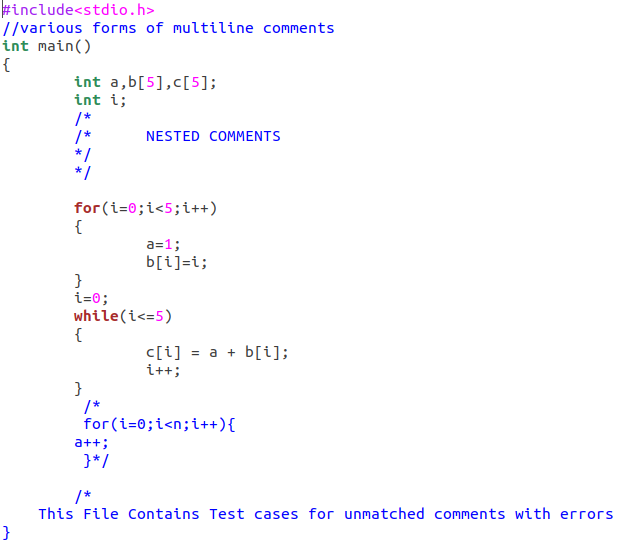 #include<stdio.h>
//various forms of multiline comments
int main()
{
int a,b[5],c[5];
int i;
/*
/* NESTED COMMENTS
*/
*/
for(i=0;i<5;i++)
{
a=1;
b[i]=i;
}
i=0;
while(i<=5)
{
c[i] = a + b[i];
i++;
}
/*
for(i=0;i<n;i++){
a++;
}*/
/*
This File Contains Test cases for unmatched comments with errors
}